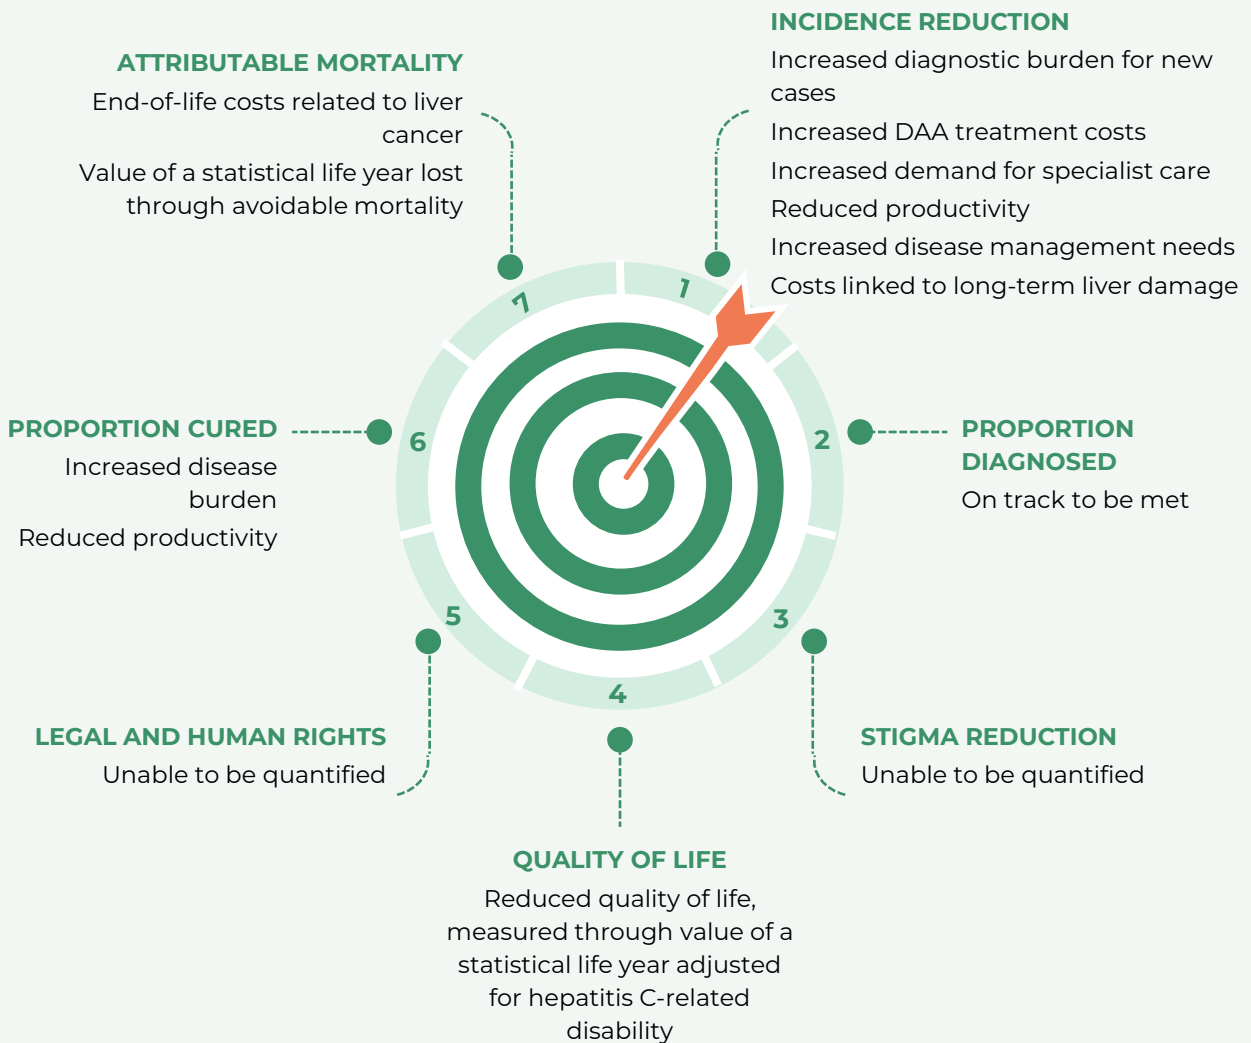 INCIDENCE REDUCTION
Increased diagnostic burden for new
cases
Increased DAA treatment costs
Increased demand for specialist care
Reduced productivity
Increased disease management needs
Costs linked to long-term liver damage
ATTRIBUTABLE MORTALITY
End-of-life costs related to liver
cancer
Value of a statistical life year lost
through avoidable mortality
1
7
6
2
5
3
4
PROPORTION CURED
Increased disease
burden
Reduced productivity
PROPORTION
DIAGNOSED
On track to be met
LEGAL AND HUMAN RIGHTS
Unable to be quantified
STIGMA REDUCTION
Unable to be quantified
QUALITY OF LIFE
Reduced quality of life,
measured through value of a
statistical life year adjusted
for hepatitis C-related
disability